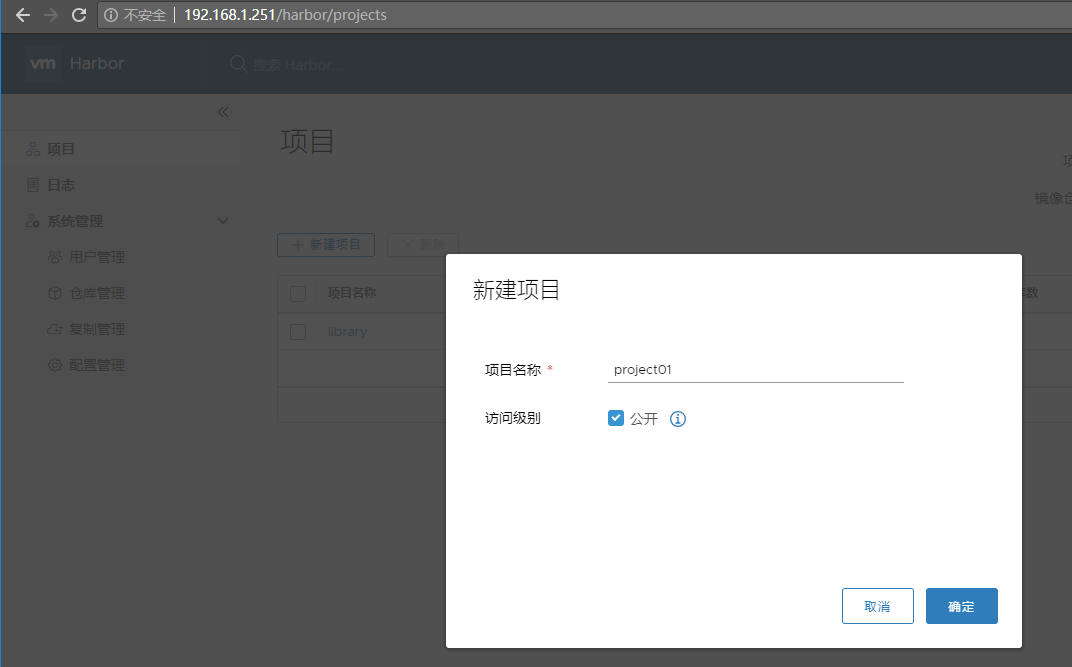 不安全 192.168.1.251/harbor/projects
vm Harbor
搜索 Harbor...
项目
日志
系统管理
用户管理
仓库管理
复制管理
配置管理
项目
镜像仓
+ 新建项目
× 删除
项目名称
库数
library
新建项目
项目名称 *
project01
访问级别
公开
取消
确定